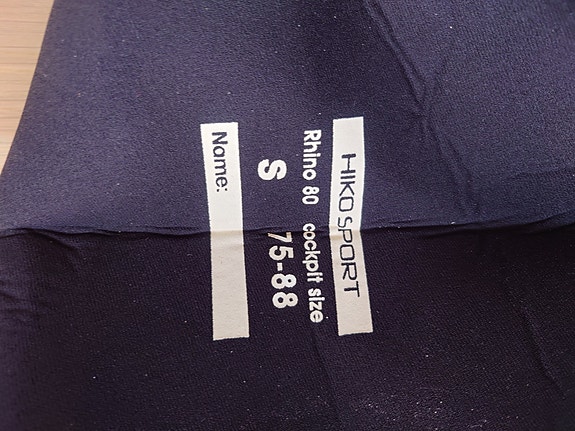 HIKO SPORT
Rhino 80 cockpit size
S 75-88
Name: